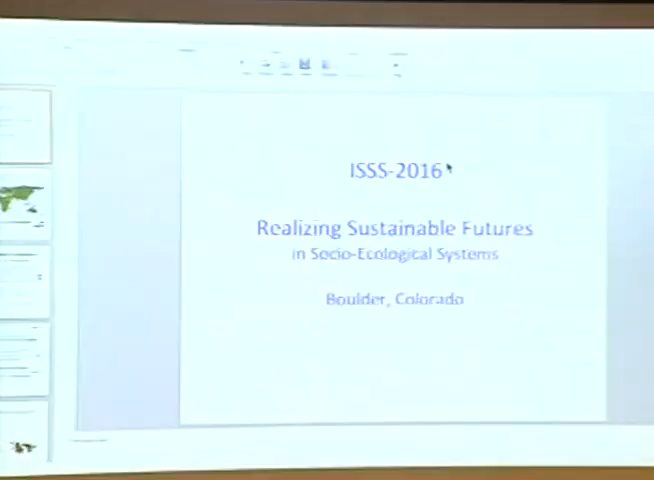 ISSS-2016
Realizing Sustainable Futures
in Socio-Ecological Systems
Boulder, Colorado